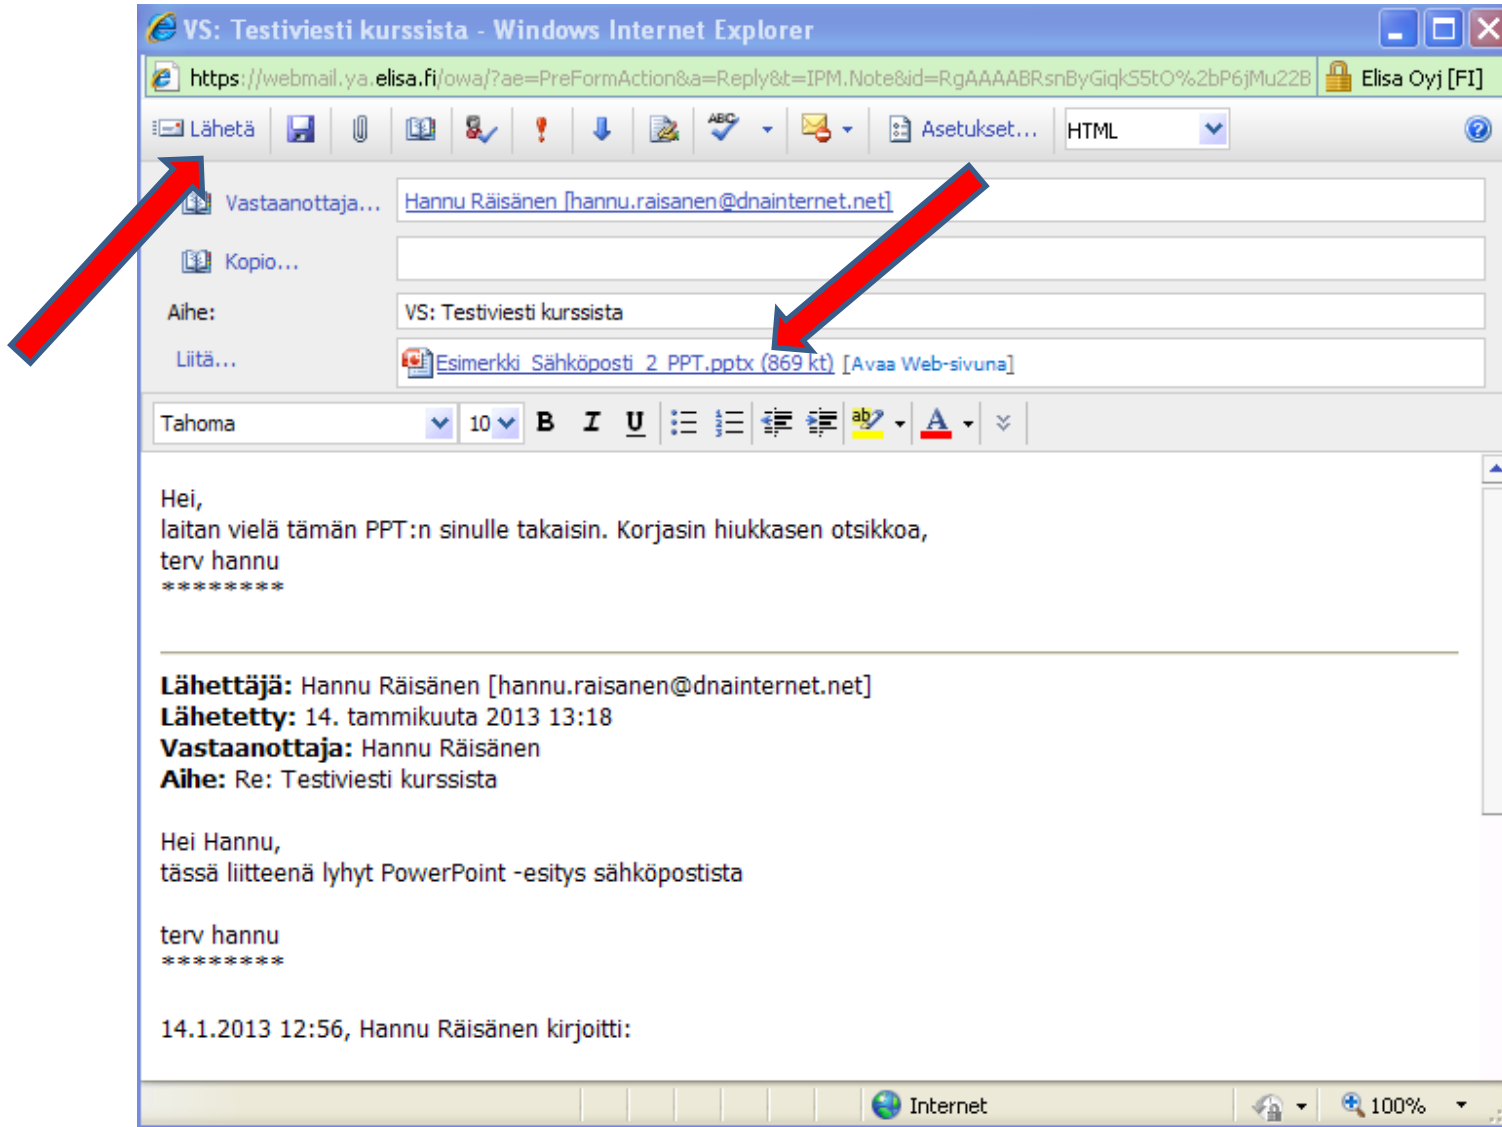 VS: Testiviesti kurssista - Windows Internet Explorer
https://webmail.ya.elisa.fi/owa/?ae=PreFormAction&a=Reply&t=IPM.Note&id=RgAAAABRsnByGiqkS5tO%2bP6jMu22B Elisa Oyj [FI]
Lähetä ABC Asetukset... HTML
Vastaanottaja... Hannu Räisänen [hannu.raisanen@dnainternet.net]
Kopio...
Aihe: VS: Testiviesti kurssista
Liitä... Esimerkki_Sähköposti_2_PPT.pptx (869 kt) [Avaa Web-sivuna]
Tahoma 10 B I U ab A
Hei,
laitan vielä tämän PPT:n sinulle takaisin. Korjasin hiukkasen otsikkoa,
terv hannu
********
Lähettäjä: Hannu Räisänen [hannu.raisanen@dnainternet.net]
Lähetetty: 14. tammikuuta 2013 13:18
Vastaanottaja: Hannu Räisänen
Aihe: Re: Testiviesti kurssista
Hei Hannu,
tässä liitteenä lyhyt PowerPoint -esitys sähköpostista
terv hannu
********
14.1.2013 12:56, Hannu Räisänen kirjoitti:
Internet 100%